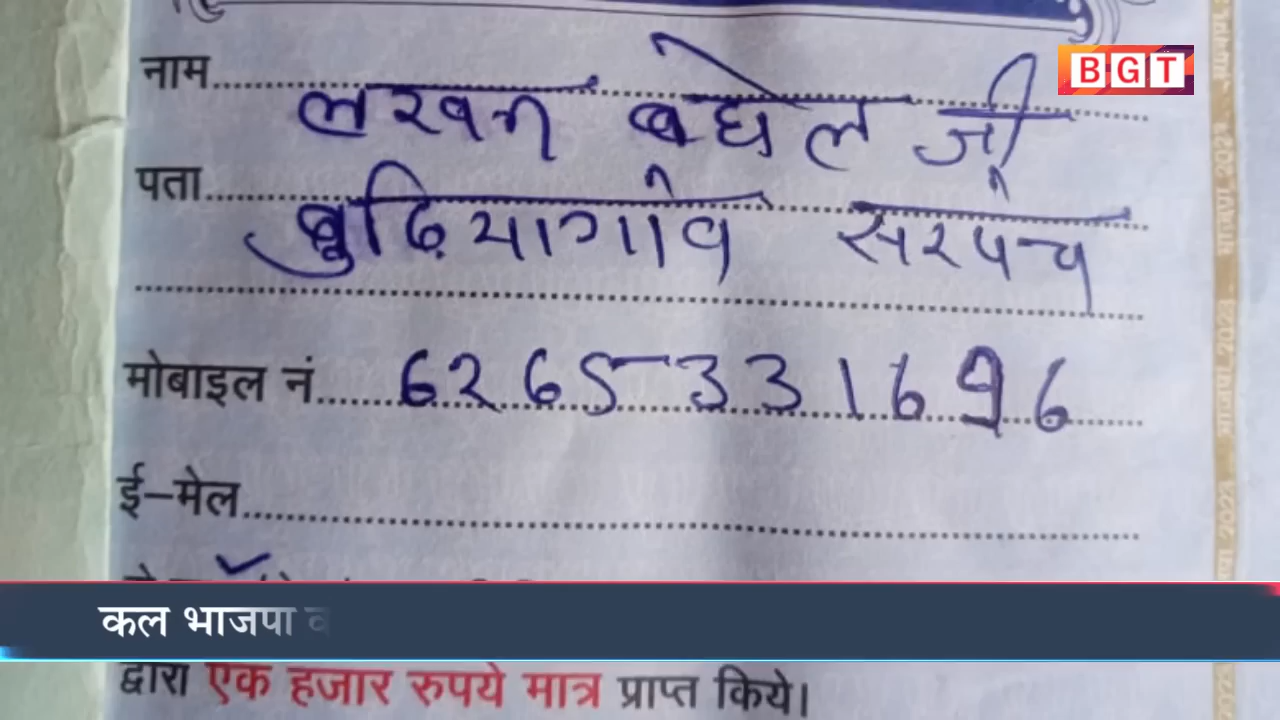 BGT
नाम लखन बघेल जी
पता बुढ़ियागांव सरपंच
मोबाइल नं. 6265331696
ई-मेल
कल भाजपा
द्वारा एक हजार रुपये मात्र प्राप्त किये।